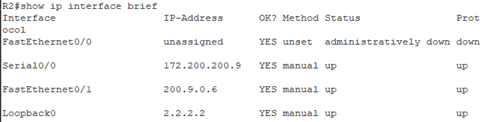 R2#show ip interface brief
Interface IP-Address OK? Method Status Prot
ocol
FastEthernet0/0 unassigned YES unset administratively down down
Serial0/0 172.200.200.9 YES manual up up
FastEthernet0/1 200.9.0.6 YES manual up up
Loopback0 2.2.2.2 YES manual up up